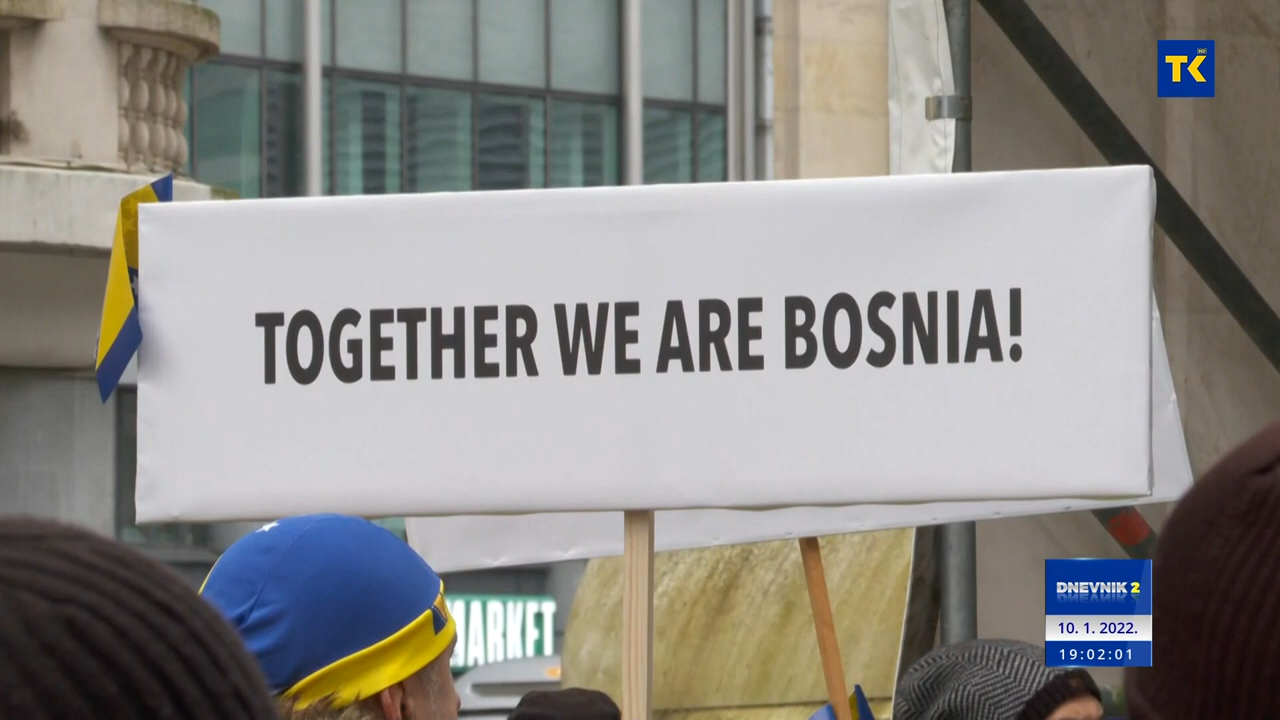 TK
TOGETHER WE ARE BOSNIA!
MARKET
DNEVNIK 2
10. 1. 2022.
19:02:01